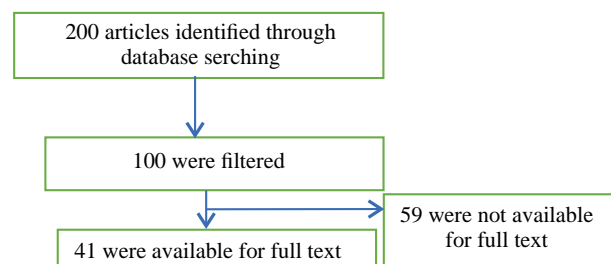 200 articles identified through
database serching
100 were filtered
59 were not available
for full text
41 were available for full text